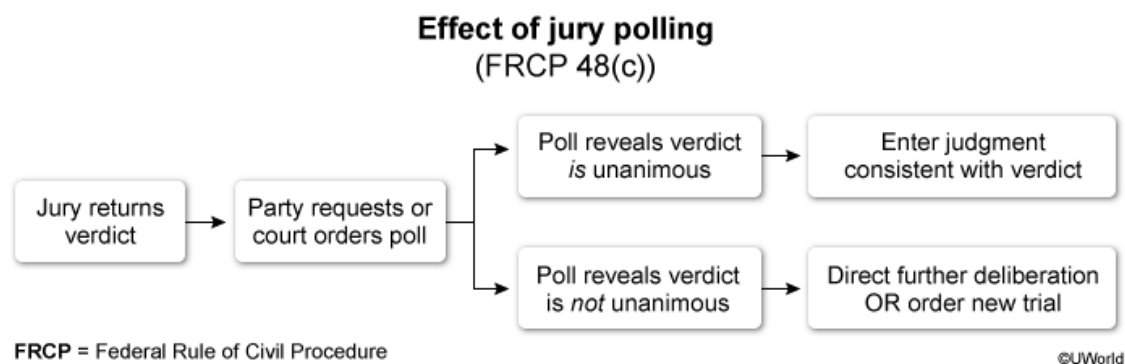 Effect of jury polling
(FRCP 48(c))
Jury returns
verdict
Party requests or
court orders poll
Poll reveals verdict
is unanimous
Enter judgment
consistent with verdict
Poll reveals verdict
is not unanimous
Direct further deliberation
OR order new trial
FRCP = Federal Rule of Civil Procedure
©UWorld